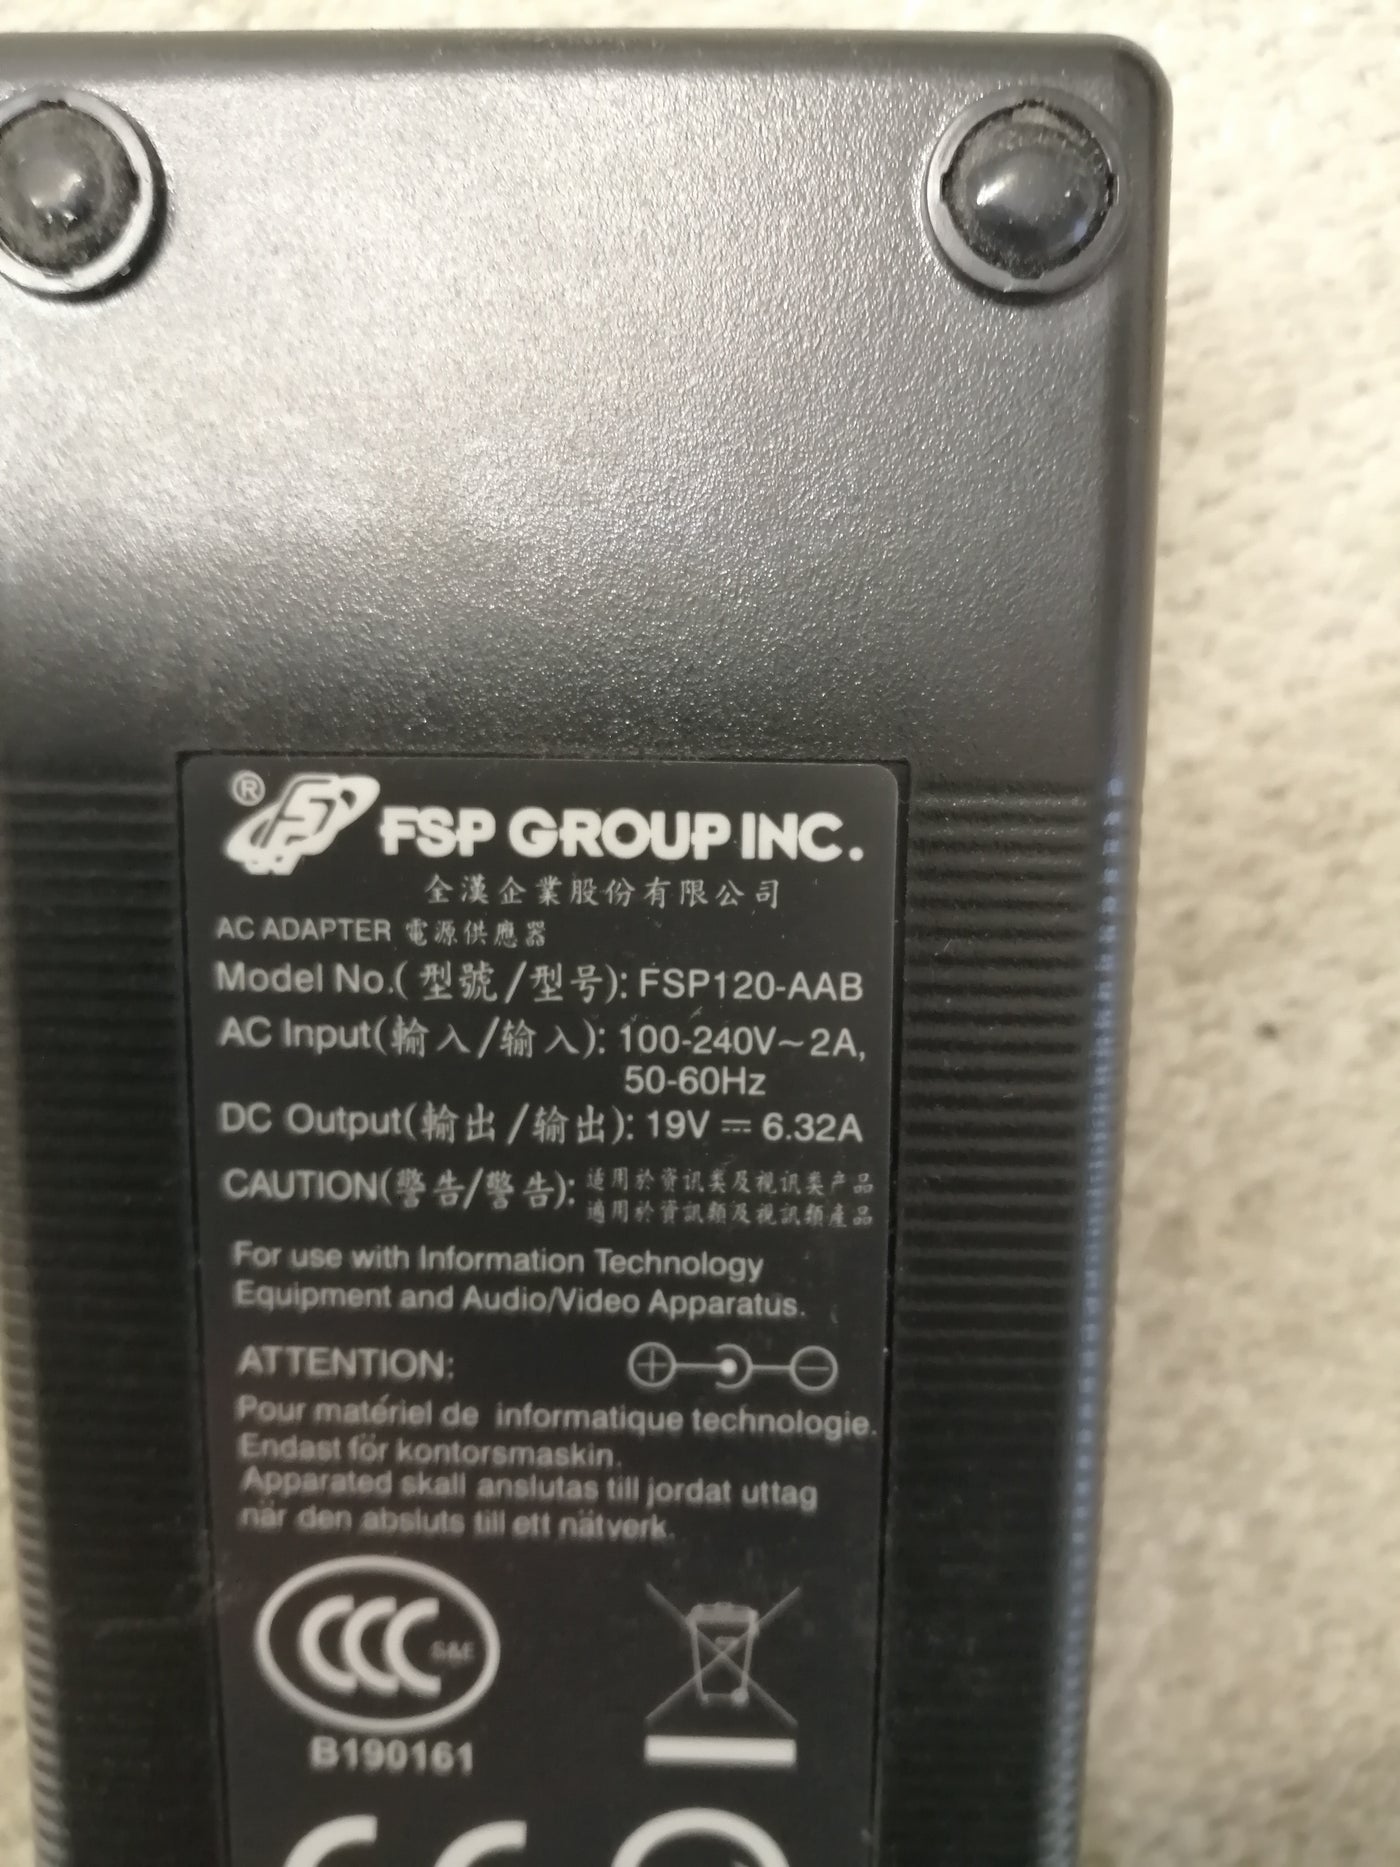 ® FSP GROUP INC.
全漢企業股份有限公司
AC ADAPTER 電源供應器
Model No.(型號/型号): FSP120-AAB
AC Input(輸入/输入): 100-240V~2A,
50-60Hz
DC Output(輸出/输出): 19V ⎓ 6.32A
CAUTION(警告/警告): 适用於資讯类及视讯类产品
適用於資訊類及視訊類產品
For use with Information Technology
Equipment and Audio/Video Apparatus.
ATTENTION:
Pour matériel de informatique technologie.
Endast för kontorsmaskin.
Apparated skall anslutas till jordat uttag
när den absluts till ett nätverk.
CCC S&E
B190161
CE